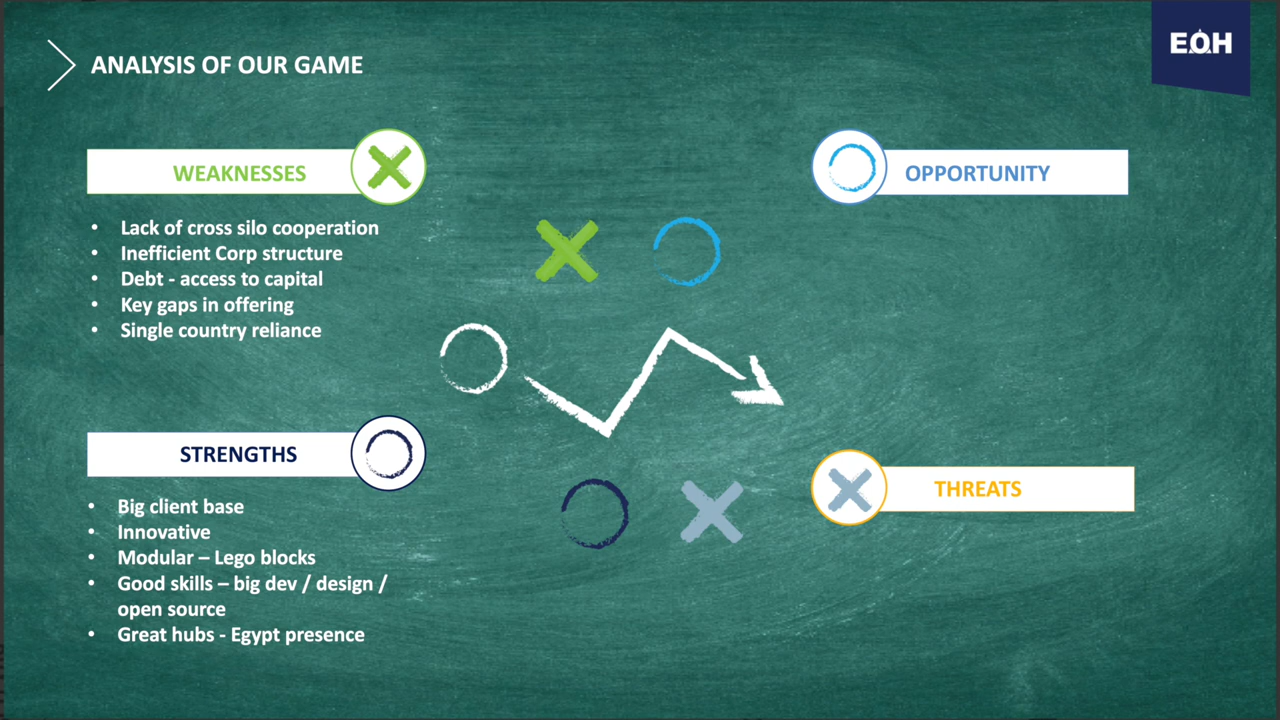 ANALYSIS OF OUR GAME
EOH
WEAKNESSES
• Lack of cross silo cooperation
• Inefficient Corp structure
• Debt - access to capital
• Key gaps in offering
• Single country reliance
OPPORTUNITY
STRENGTHS
• Big client base
• Innovative
• Modular – Lego blocks
• Good skills – big dev / design /
open source
• Great hubs - Egypt presence
THREATS